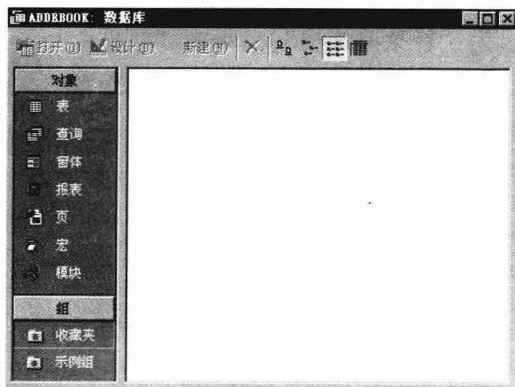 ADDRBOOK: 数据库
打开(O) 设计(D) 新建(N)
对象
表
查询
窗体
报表
页
宏
模块
组
收藏夹
示例组